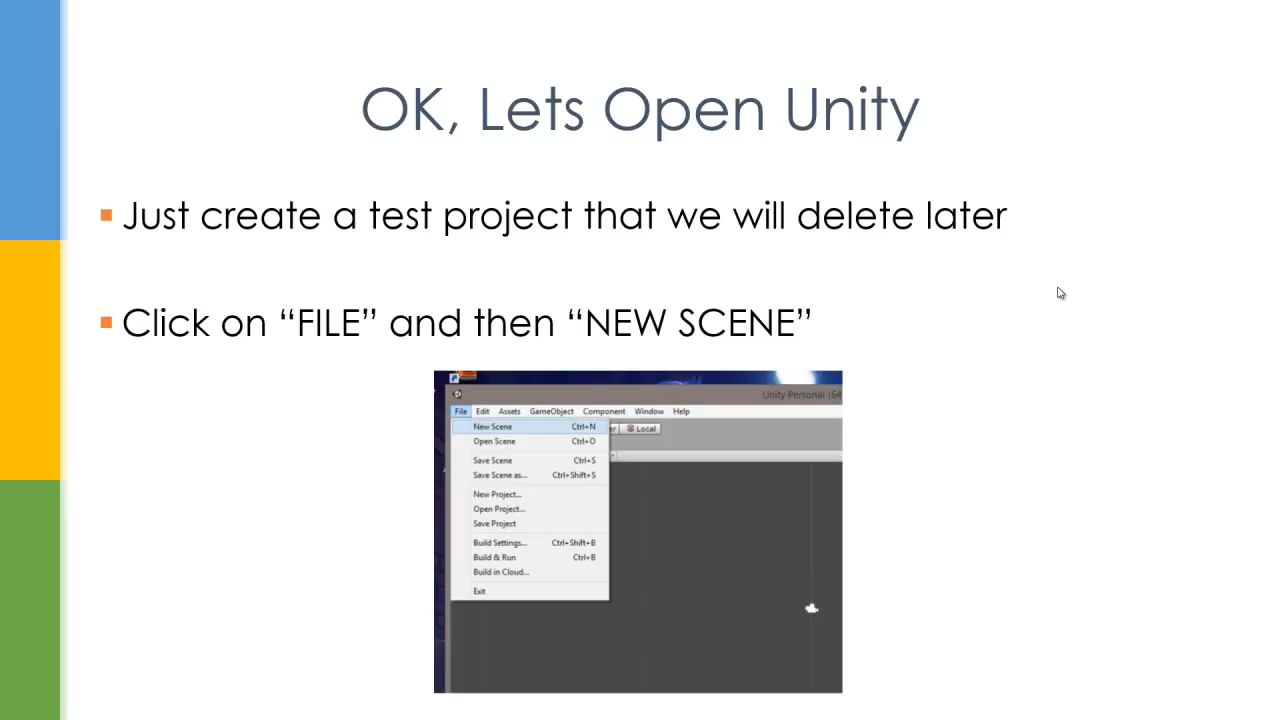 OK, Lets Open Unity
Just create a test project that we will delete later
Click on “FILE” and then “NEW SCENE”
Unity Personal (64
File Edit Assets GameObject Component Window Help
New Scene Ctrl+N
Local
Open Scene Ctrl+O
Save Scene Ctrl+S
Save Scene as... Ctrl+Shift+S
New Project...
Open Project...
Save Project
Build Settings... Ctrl+Shift+B
Build & Run Ctrl+B
Build in Cloud...
Exit